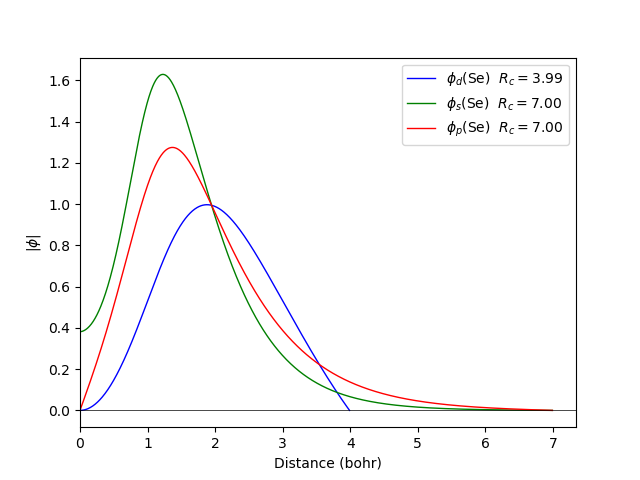 ϕd(Se) Rc = 3.99
ϕs(Se) Rc = 7.00
ϕp(Se) Rc = 7.00
|ϕ|
1.6
1.4
1.2
1.0
0.8
0.6
0.4
0.2
0.0
0 1 2 3 4 5 6 7
Distance (bohr)